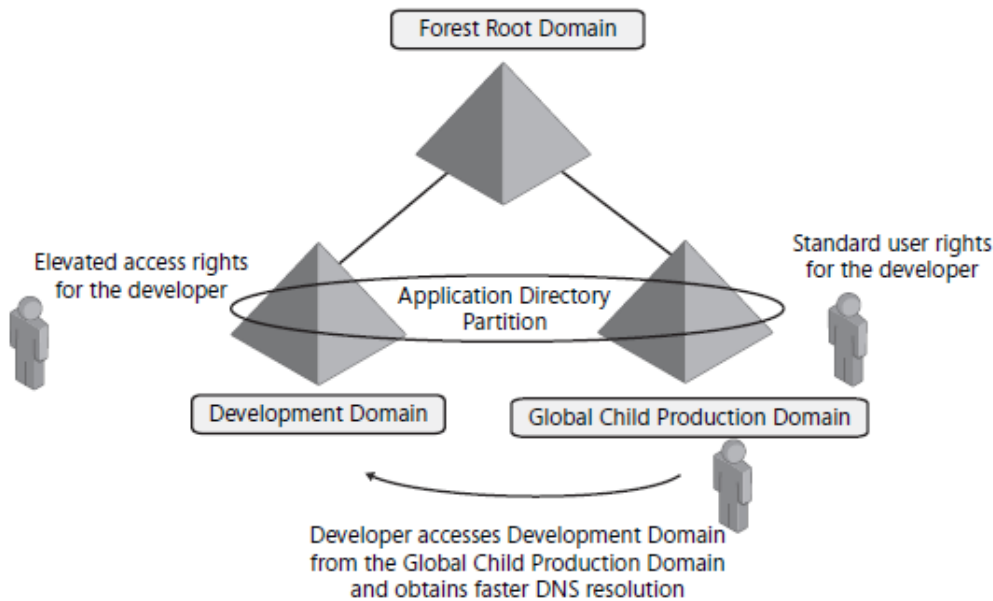 Forest Root Domain
Elevated access rights
for the developer
Standard user rights
for the developer
Application Directory
Partition
Development Domain
Global Child Production Domain
Developer accesses Development Domain
from the Global Child Production Domain
and obtains faster DNS resolution